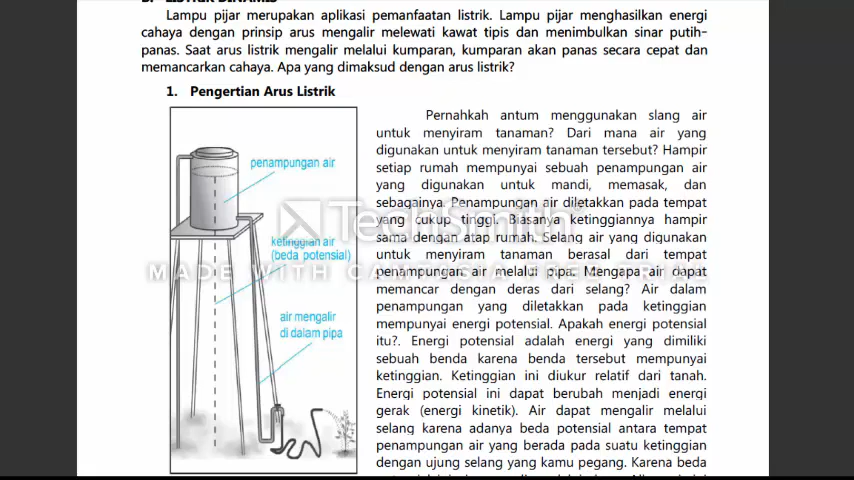 B. LISTRIK DINAMIS
Lampu pijar merupakan aplikasi pemanfaatan listrik. Lampu pijar menghasilkan energi
cahaya dengan prinsip arus mengalir melewati kawat tipis dan menimbulkan sinar putih-
panas. Saat arus listrik mengalir melalui kumparan, kumparan akan panas secara cepat dan
memancarkan cahaya. Apa yang dimaksud dengan arus listrik?
1. Pengertian Arus Listrik
penampungan air
ketinggian air
(beda potensial)
air mengalir
di dalam pipa
Pernahkah antum menggunakan slang air
untuk menyiram tanaman? Dari mana air yang
digunakan untuk menyiram tanaman tersebut? Hampir
setiap rumah mempunyai sebuah penampungan air
yang digunakan untuk mandi, memasak, dan
sebagainya. Penampungan air diletakkan pada tempat
yang cukup tinggi. Biasanya ketinggiannya hampir
sama dengan atap rumah. Selang air yang digunakan
untuk menyiram tanaman berasal dari tempat
penampungan air melalui pipa. Mengapa air dapat
memancar dengan deras dari selang? Air dalam
penampungan yang diletakkan pada ketinggian
mempunyai energi potensial. Apakah energi potensial
itu?. Energi potensial adalah energi yang dimiliki
sebuah benda karena benda tersebut mempunyai
ketinggian. Ketinggian ini diukur relatif dari tanah.
Energi potensial ini dapat berubah menjadi energi
gerak (energi kinetik). Air dapat mengalir melalui
selang karena adanya beda potensial antara tempat
penampungan air yang berada pada suatu ketinggian
dengan ujung selang yang kamu pegang. Karena beda
TechSmith
MADE WITH CAMTASIA FREE TRIAL